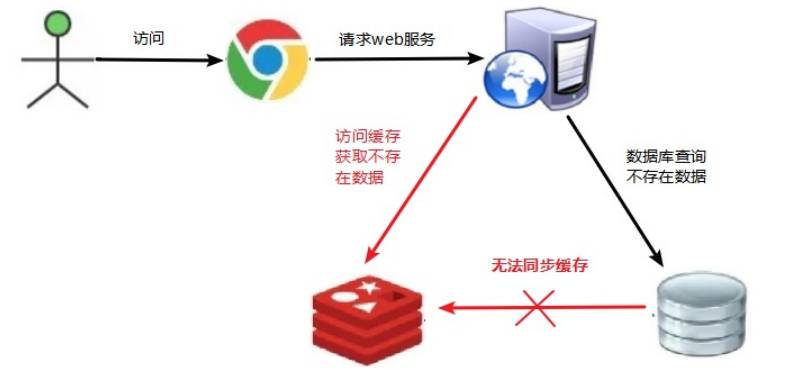 访问
请求web服务
访问缓存
获取不存
在数据
数据库查询
不存在数据
无法同步缓存